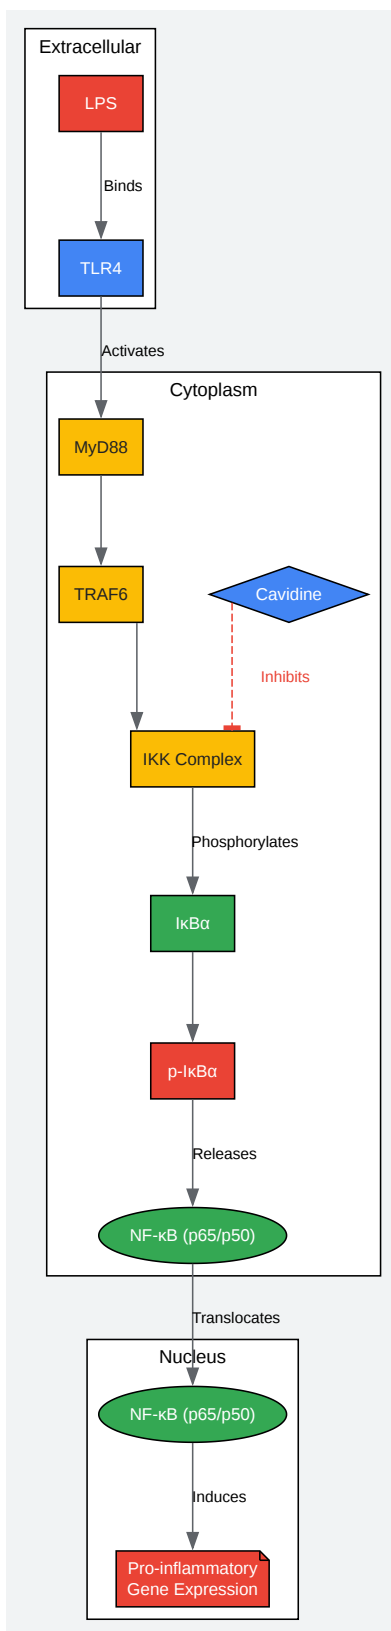 Extracellular
LPS
Binds
TLR4
Activates
Cytoplasm
MyD88
TRAF6
Cavidine
Inhibits
IKK Complex
Phosphorylates
IκBα
p-IκBα
Releases
NF-κB (p65/p50)
Translocates
Nucleus
NF-κB (p65/p50)
Induces
Pro-inflammatory
Gene Expression